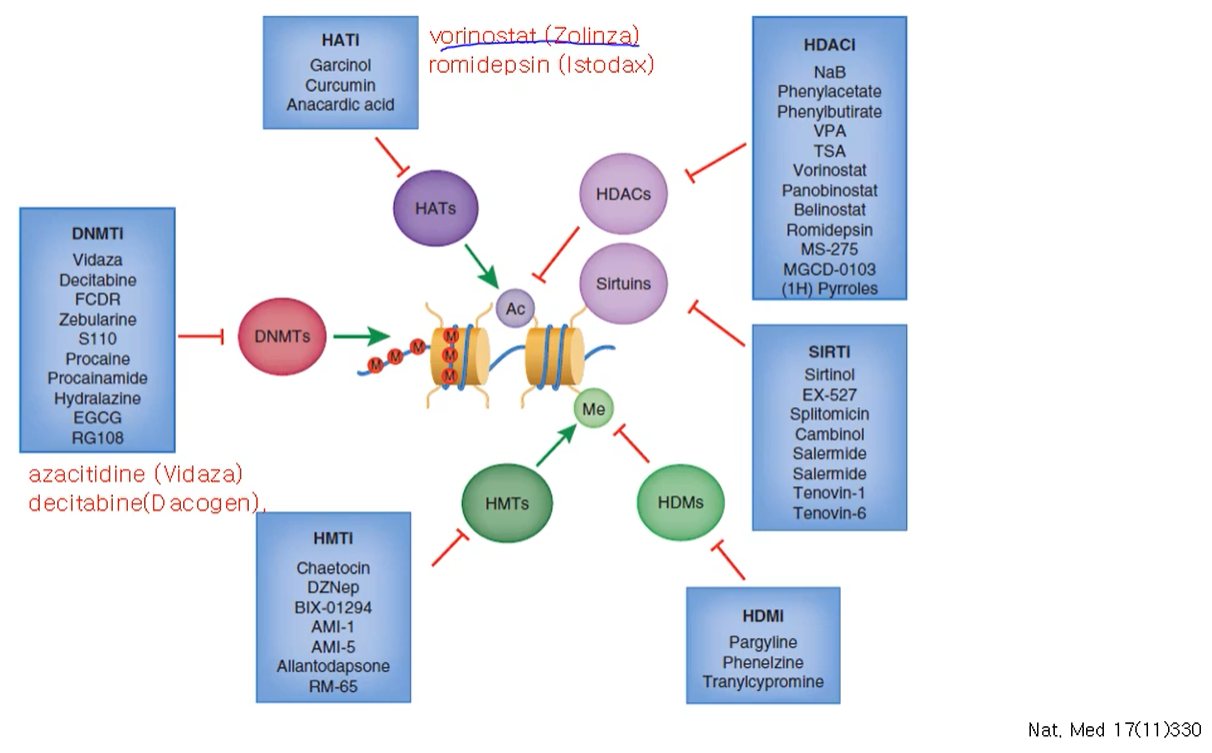 HATI
Garcinol
Curcumin
Anacardic acid
vorinostat (Zolinza)
romidepsin (Istodax)
HDACI
NaB
Phenylacetate
Phenylbutirate
VPA
TSA
Vorinostat
Panobinostat
Belinostat
Romidepsin
MS-275
MGCD-0103
(1H) Pyrroles
HATs
HDACs
Sirtuins
Ac
DNMTI
Vidaza
Decitabine
FCDR
Zebularine
S110
Procaine
Procainamide
Hydralazine
EGCG
RG108
DNMTs
M
M
M
M
M
M
azacitidine (Vidaza)
decitabine(Dacogen),
SIRTI
Sirtinol
EX-527
Splitomicin
Cambinol
Salermide
Salermide
Tenovin-1
Tenovin-6
Me
HMTs
HDMs
HMTI
Chaetocin
DZNep
BIX-01294
AMI-1
AMI-5
Allantodapsone
RM-65
HDMI
Pargyline
Phenelzine
Tranylcypromine
Nat, Med 17(11)330